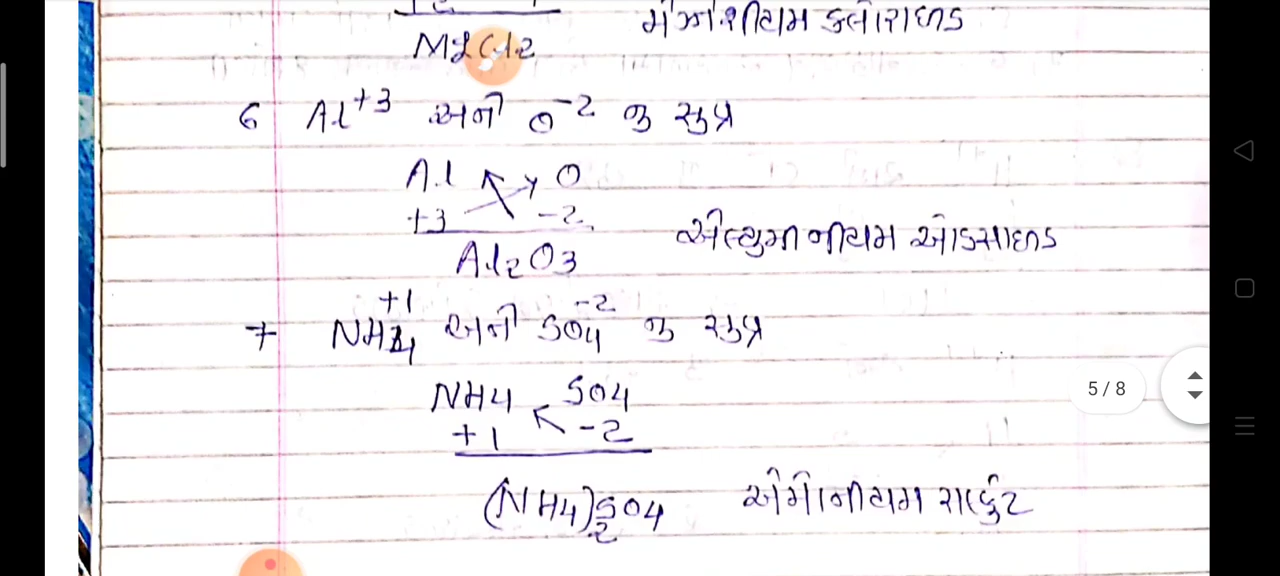 મેગ્નેશીયમ ક્લોરાઇડ
MgCl2
6 Al+3 અની O-2 નુ સુત્ર
Al O
+3 -2
Al2O3 એલ્યુમીનીયમ ઓક્સાઇડ
+1 -2
7 NH4 અની SO4 નુ સુત્ર
NH4 SO4
+1 -2
5 / 8
(NH4)2SO4 એમોનીયમ સલ્ફેટ